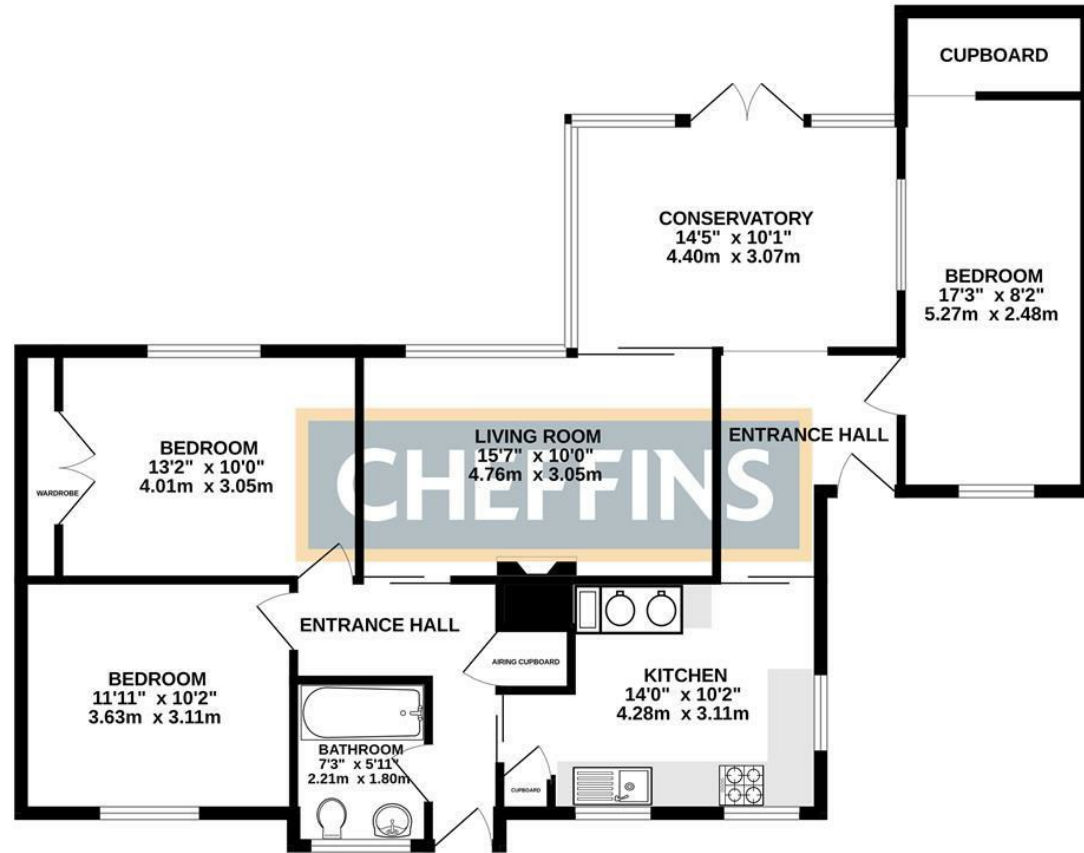 CUPBOARD
CONSERVATORY
14'5" x 10'1"
4.40m x 3.07m
BEDROOM
17'3" x 8'2"
5.27m x 2.48m
BEDROOM
13'2" x 10'0"
4.01m x 3.05m
WARDROBE
LIVING ROOM
15'7" x 10'0"
4.76m x 3.05m
ENTRANCE HALL
CHEFFINS
ENTRANCE HALL
AIRING CUPBOARD
BEDROOM
11'11" x 10'2"
3.63m x 3.11m
KITCHEN
14'0" x 10'2"
4.28m x 3.11m
BATHROOM
7'3" x 5'11"
2.21m x 1.80m
CUPBOARD